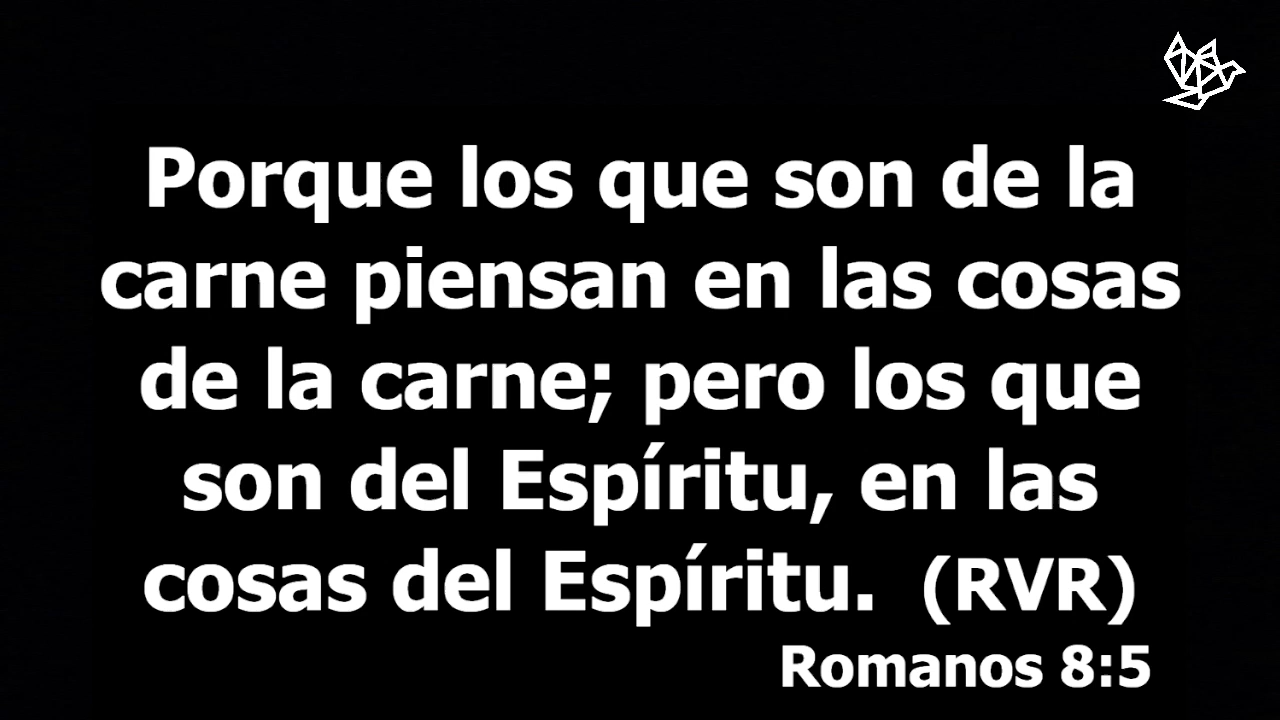 Porque los que son de la
carne piensan en las cosas
de la carne; pero los que
son del Espíritu, en las
cosas del Espíritu.  (RVR)
Romanos 8:5